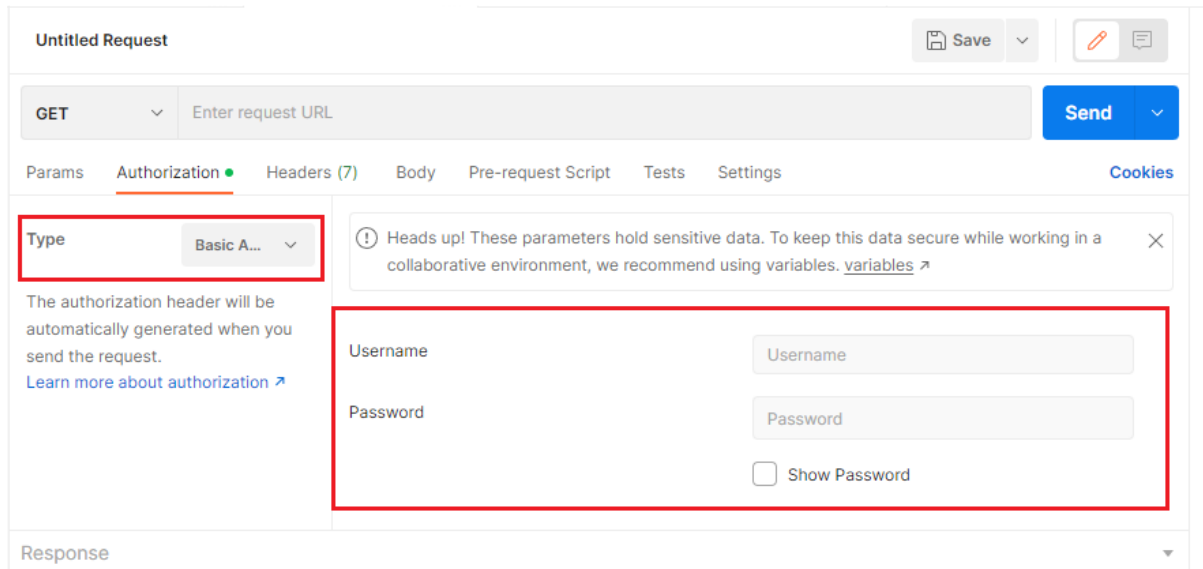 Untitled Request
Save
GET
Enter request URL
Send
Params Authorization Headers (7) Body Pre-request Script Tests Settings Cookies
Type
Basic A...
The authorization header will be
automatically generated when you
send the request.
Learn more about authorization ↗
Heads up! These parameters hold sensitive data. To keep this data secure while working in a
collaborative environment, we recommend using variables. variables ↗
Username
Username
Password
Password
Show Password
Response